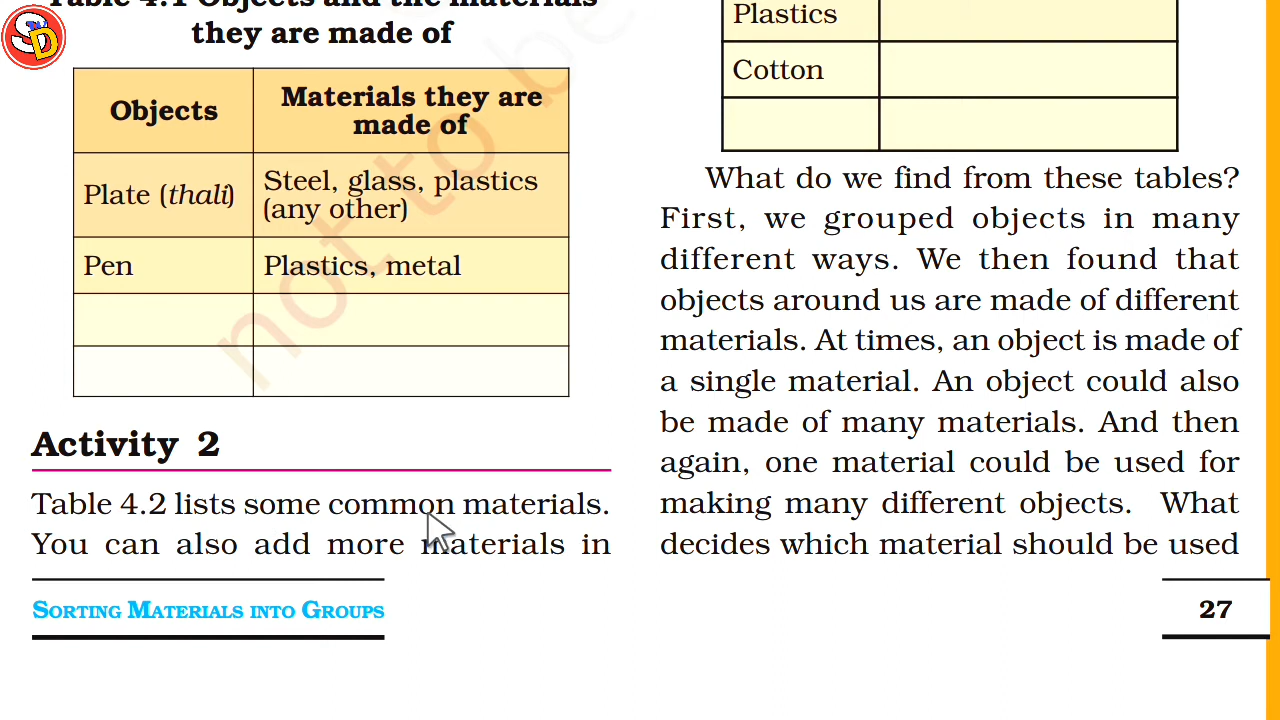 SD
Table 4.1 Objects and the materials
they are made of
Objects
Materials they are
made of
Plate (thali)
Steel, glass, plastics
(any other)
Pen
Plastics, metal
Activity 2
Table 4.2 lists some common materials.
You can also add more materials in
Plastics
Cotton
What do we find from these tables?
First, we grouped objects in many
different ways. We then found that
objects around us are made of different
materials. At times, an object is made of
a single material. An object could also
be made of many materials. And then
again, one material could be used for
making many different objects. What
decides which material should be used
SORTING MATERIALS INTO GROUPS
27
not to be